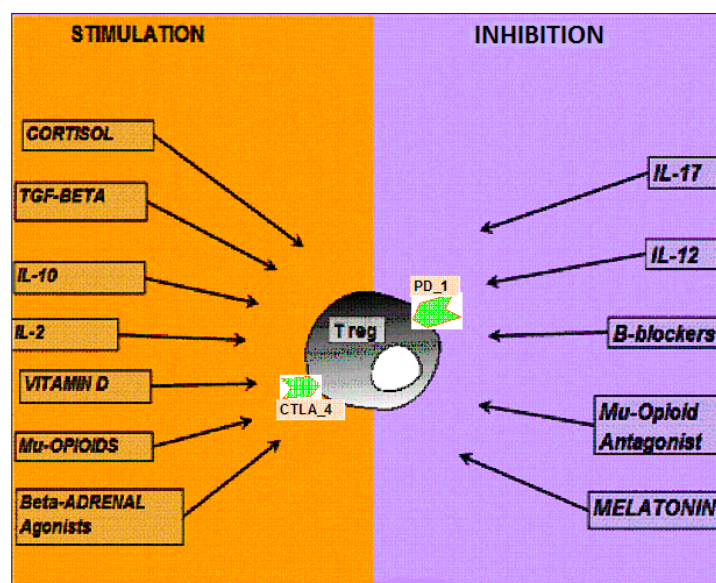 STIMULATION
INHIBITION
CORTISOL
TGF-BETA
IL-10
IL-2
VITAMIN D
Mu-OPIOIDS
Beta-ADRENAL
Agonists
PD_1
T reg
CTLA_4
IL-17
IL-12
B-blockers
Mu-Opioid
Antagonist
MELATONIN